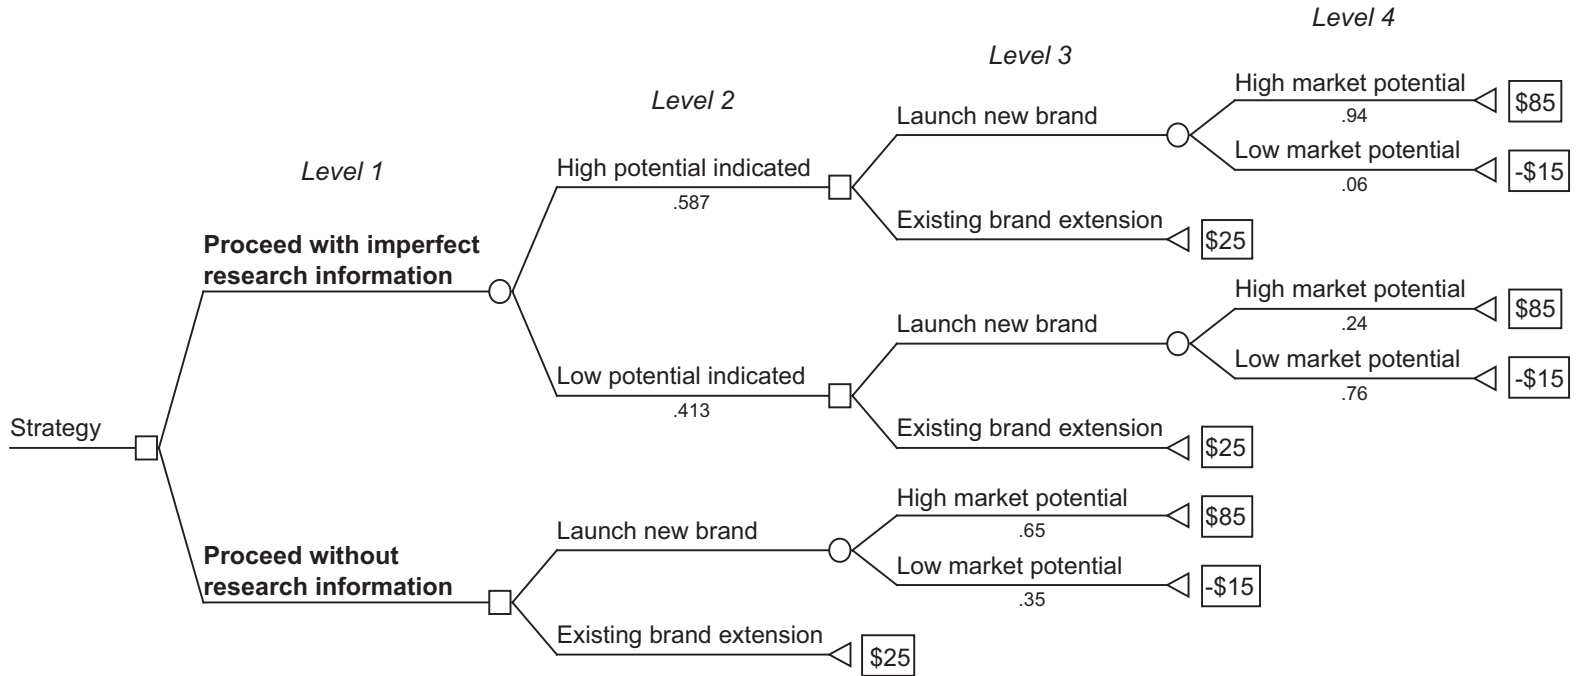 Level 4
Level 3
High market potential
$85
.94
Level 2
Launch new brand
Low market potential
-$15
.06
Level 1
High potential indicated
.587
Existing brand extension
$25
Proceed with imperfect
research information
High market potential
$85
.24
Launch new brand
Low market potential
-$15
.76
Low potential indicated
.413
Existing brand extension
$25
Strategy
High market potential
$85
.65
Launch new brand
Low market potential
-$15
.35
Proceed without
research information
Existing brand extension
$25